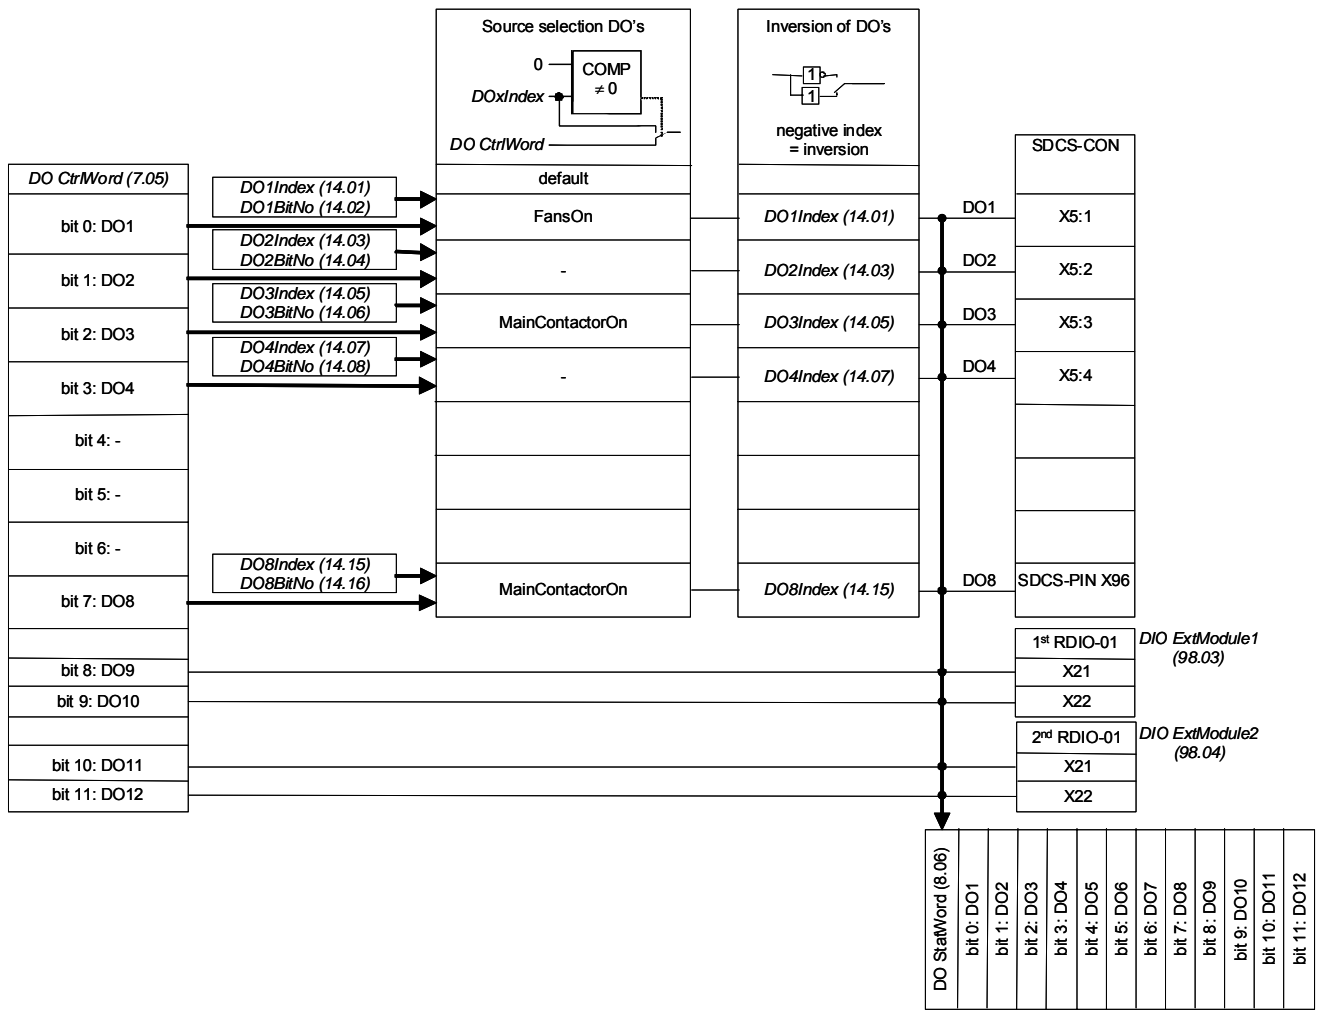 Source selection DO's
0
COMP
≠ 0
DOxIndex
DO CtrlWord
default
FansOn
-
MainContactorOn
-
MainContactorOn
Inversion of DO's
1
1
negative index
= inversion
DO1Index (14.01)
DO2Index (14.03)
DO3Index (14.05)
DO4Index (14.07)
DO8Index (14.15)
DO CtrlWord (7.05)
bit 0: DO1
bit 1: DO2
bit 2: DO3
bit 3: DO4
bit 4: -
bit 5: -
bit 6: -
bit 7: DO8
bit 8: DO9
bit 9: DO10
bit 10: DO11
bit 11: DO12
DO1Index (14.01)
DO1BitNo (14.02)
DO2Index (14.03)
DO2BitNo (14.04)
DO3Index (14.05)
DO3BitNo (14.06)
DO4Index (14.07)
DO4BitNo (14.08)
DO8Index (14.15)
DO8BitNo (14.16)
DO1
DO2
DO3
DO4
DO8
SDCS-CON
X5:1
X5:2
X5:3
X5:4
SDCS-PIN X96
1st RDIO-01
X21
X22
DIO ExtModule1
(98.03)
2nd RDIO-01
X21
X22
DIO ExtModule2
(98.04)
DO StatWord (8.06)
bit 0: DO1
bit 1: DO2
bit 2: DO3
bit 3: DO4
bit 4: DO5
bit 5: DO6
bit 6: DO7
bit 7: DO8
bit 8: DO9
bit 9: DO10
bit 10: DO11
bit 11: DO12